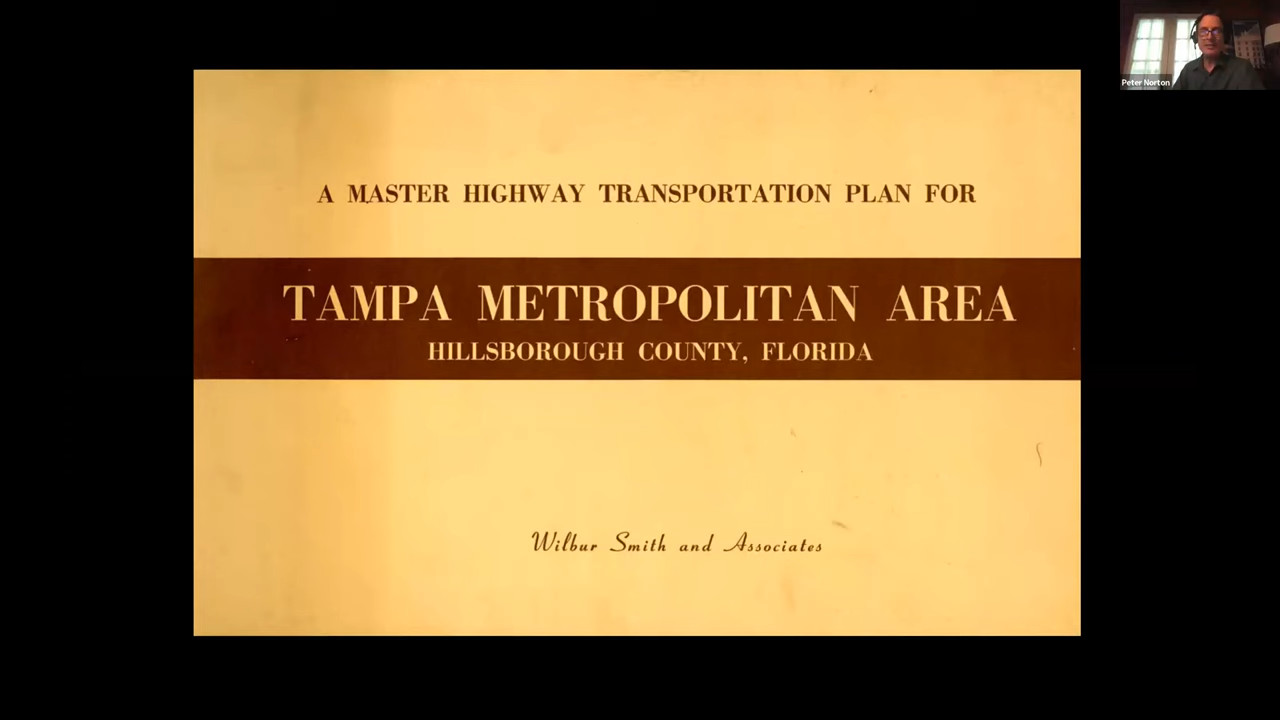 A MASTER HIGHWAY TRANSPORTATION PLAN FOR
TAMPA METROPOLITAN AREA
HILLSBOROUGH COUNTY, FLORIDA
Wilbur Smith and Associates
Peter Norton